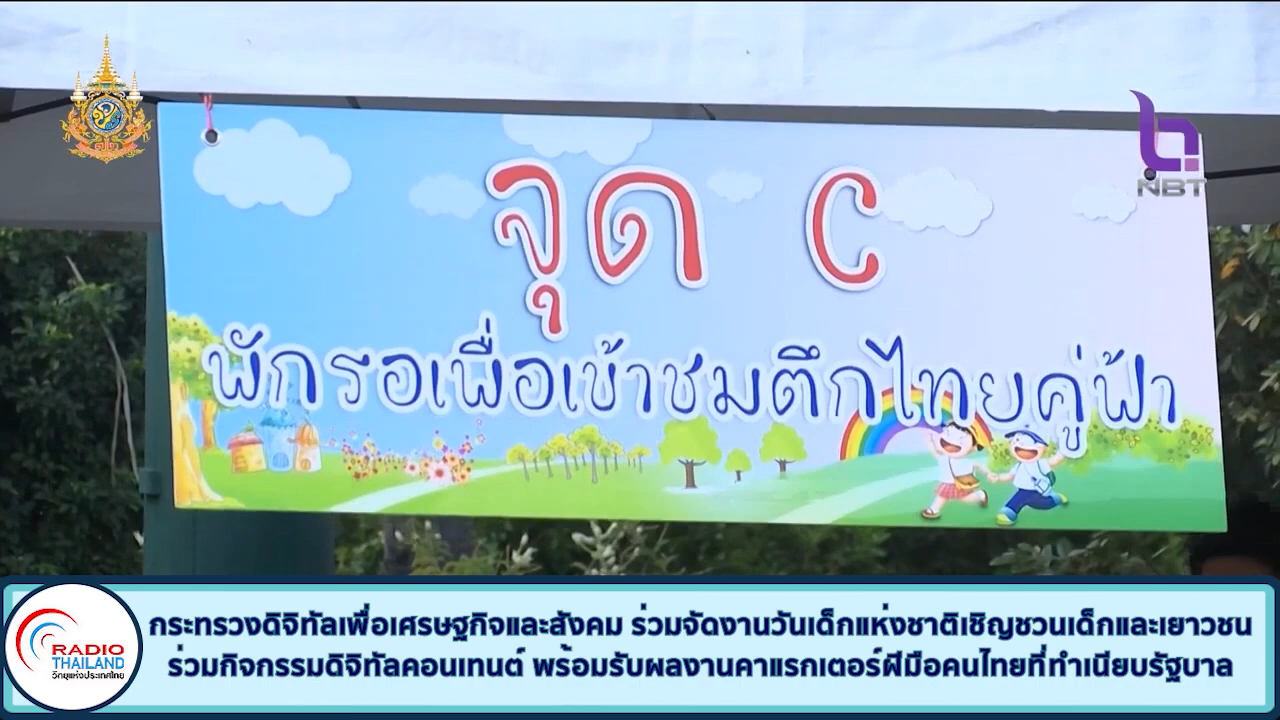 NBT
จุด C
พักรอเพื่อเข้าชมตึกไทยคู่ฟ้า
RADIO
THAILAND
วิทยุแห่งประเทศไทย
กระทรวงดิจิทัลเพื่อเศรษฐกิจและสังคม ร่วมจัดงานวันเด็กแห่งชาติเชิญชวนเด็กและเยาวชน
ร่วมกิจกรรมดิจิทัลคอนเทนต์ พร้อมรับผลงานคาแรกเตอร์ฝีมือคนไทยที่ทำเนียบรัฐบาล